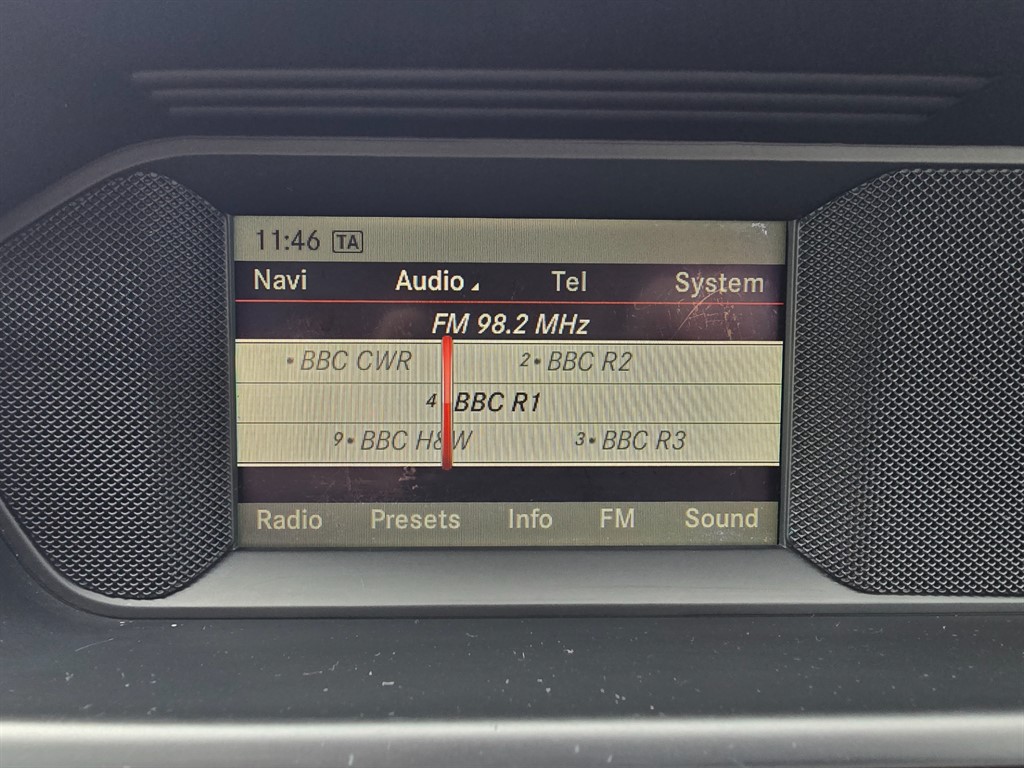 11:46 TA
Navi Audio Tel System
FM 98.2 MHz
• BBC CWR 2• BBC R2
4 BBC R1
9• BBC H&W 3• BBC R3
Radio Presets Info FM Sound